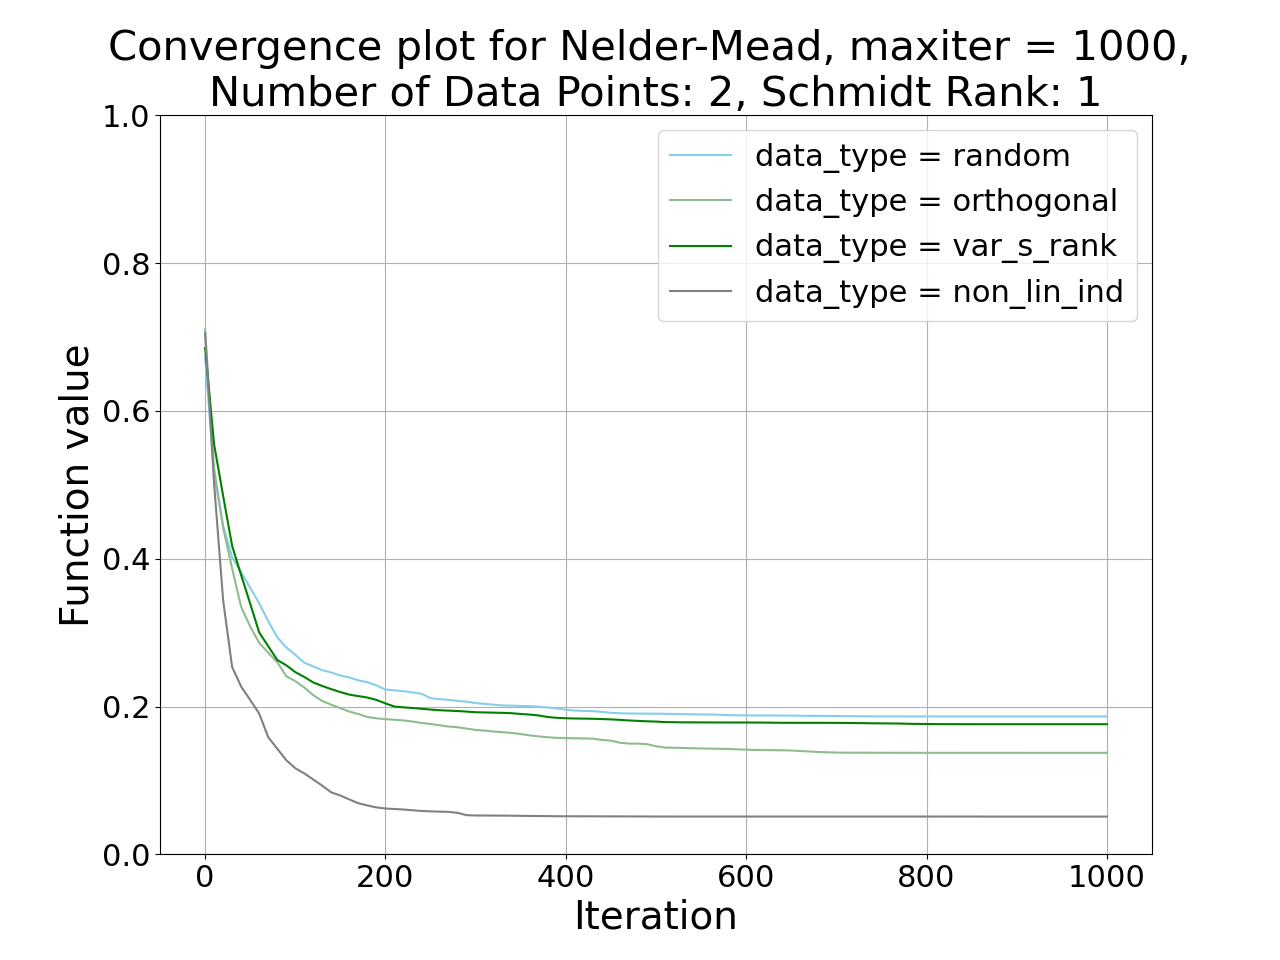 Convergence plot for Nelder-Mead, maxiter = 1000,
Number of Data Points: 2, Schmidt Rank: 1
1.0
0.8
0.6
0.4
0.2
0.0
Function value
data_type = random
data_type = orthogonal
data_type = var_s_rank
data_type = non_lin_ind
0
200
400
600
800
1000
Iteration